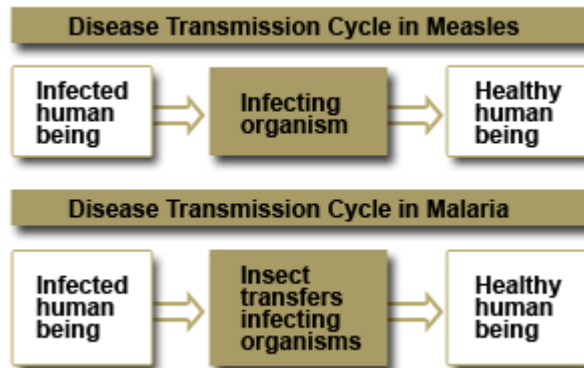 Disease Transmission Cycle in Measles
Infected
human
being
Infecting
organism
Healthy
human
being
Disease Transmission Cycle in Malaria
Infected
human
being
Insect
transfers
infecting
organisms
Healthy
human
being